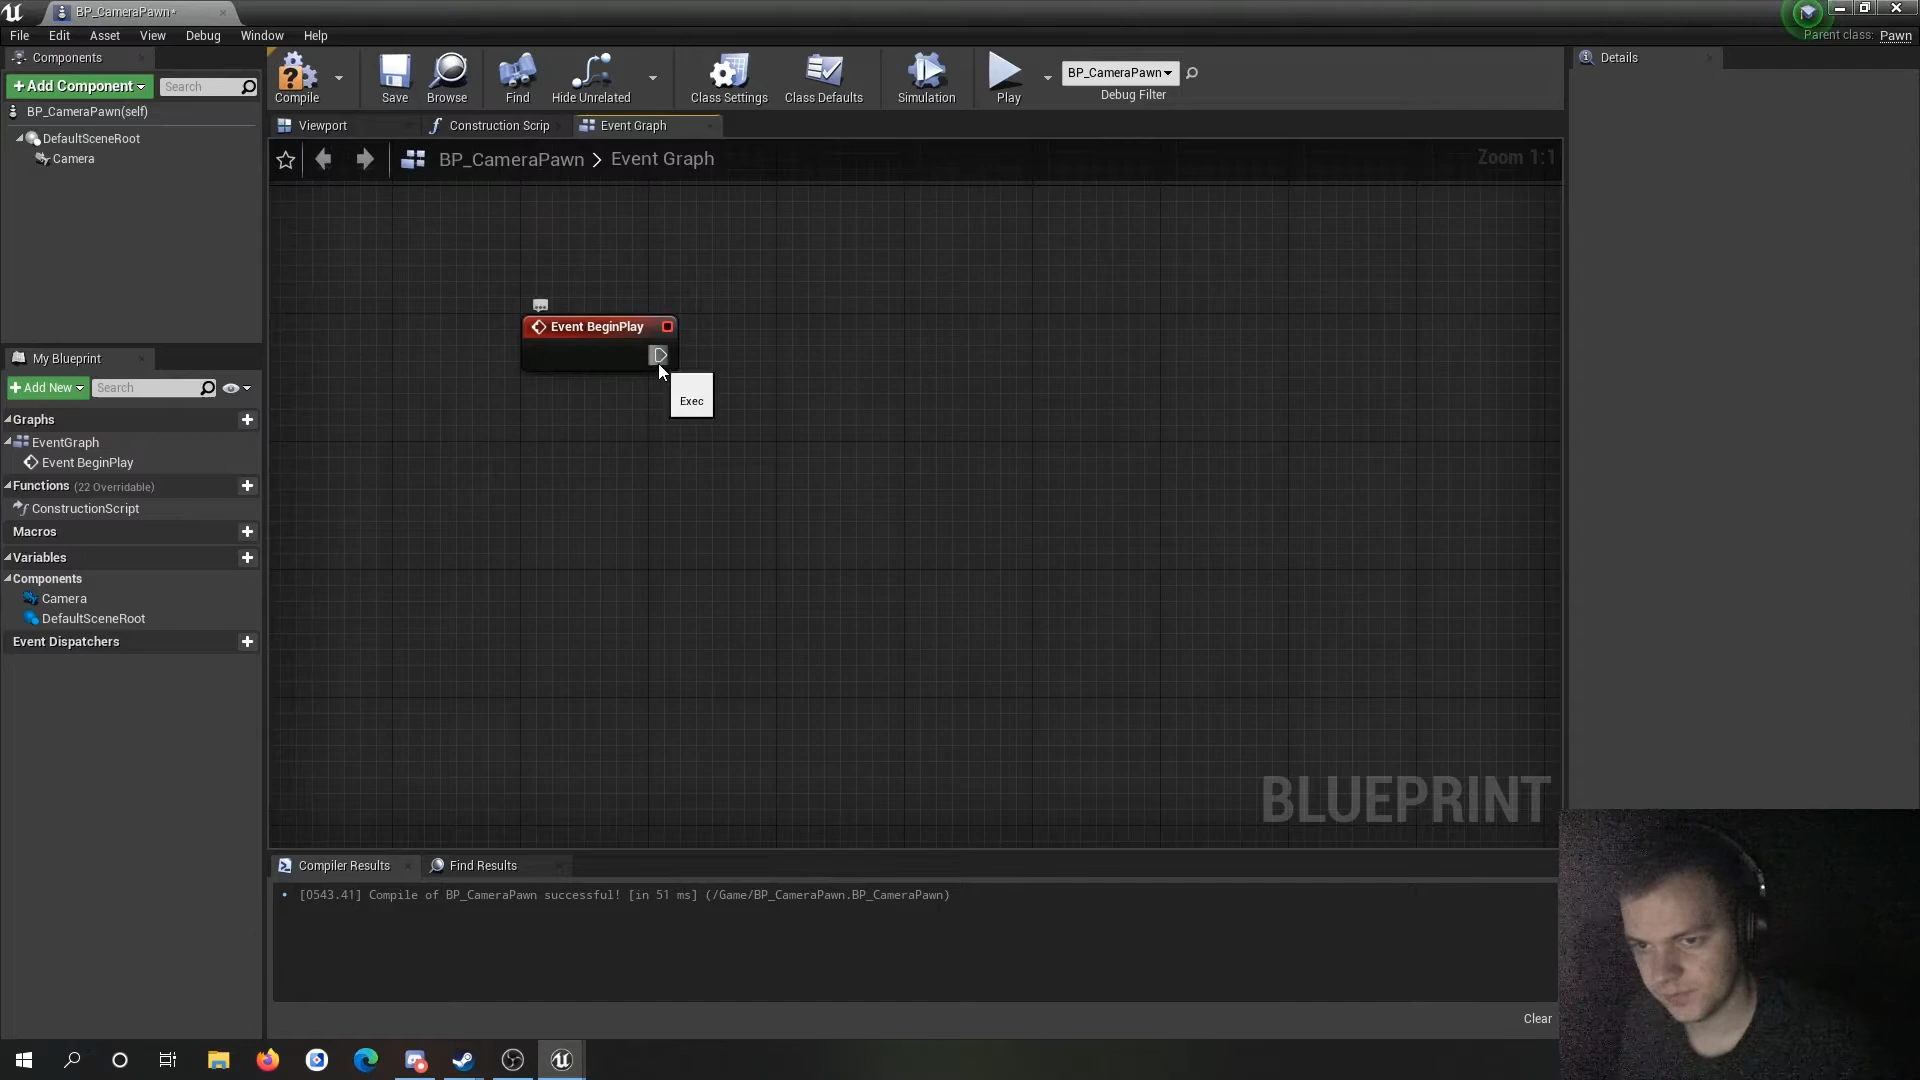 BP_CameraPawn*
File Edit Asset View Debug Window Help
Parent class: Pawn
Components
+Add Component
Search
BP_CameraPawn(self)
DefaultSceneRoot
Camera
Compile
Save
Browse
Find
Hide Unrelated
Class Settings
Class Defaults
Simulation
Play
BP_CameraPawn
Debug Filter
Details
Viewport
Construction Scrip
Event Graph
BP_CameraPawn > Event Graph
Zoom 1:1
Event BeginPlay
Exec
My Blueprint
+Add New
Search
Graphs
EventGraph
Event BeginPlay
Functions (22 Overridable)
ConstructionScript
Macros
Variables
Components
Camera
DefaultSceneRoot
Event Dispatchers
BLUEPRINT
Compiler Results
Find Results
[0543.41] Compile of BP_CameraPawn successful! [in 51 ms] (/Game/BP_CameraPawn.BP_CameraPawn)
Clear